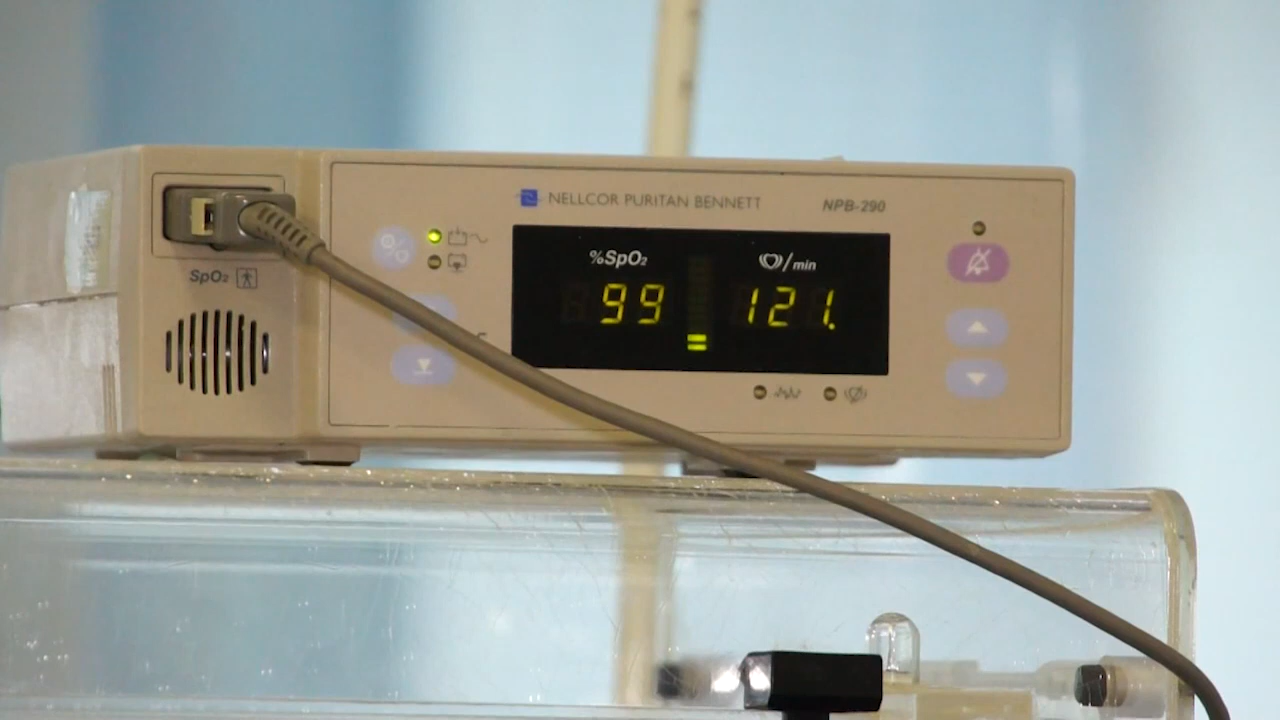 NELLCOR PURITAN BENNETT
NPB-290
%SpO₂
/min
99
121.
SpO₂